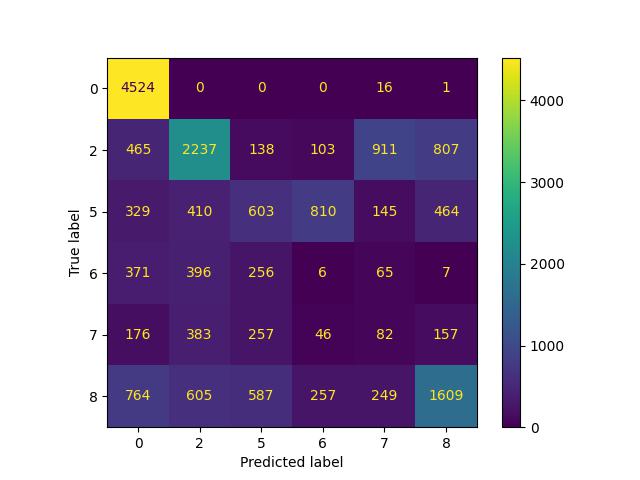 0 4524 0 0 0 16 1
2 465 2237 138 103 911 807
5 329 410 603 810 145 464
6 371 396 256 6 65 7
7 176 383 257 46 82 157
8 764 605 587 257 249 1609
0 2 5 6 7 8
True label
Predicted label
4000
3000
2000
1000
0